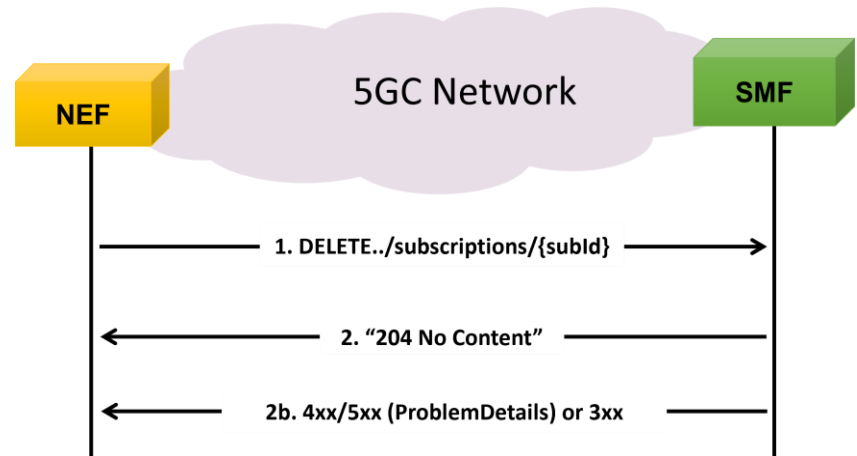 5GC Network
NEF
SMF
1. DELETE../subscriptions/{subId}
2. “204 No Content”
2b. 4xx/5xx (ProblemDetails) or 3xx